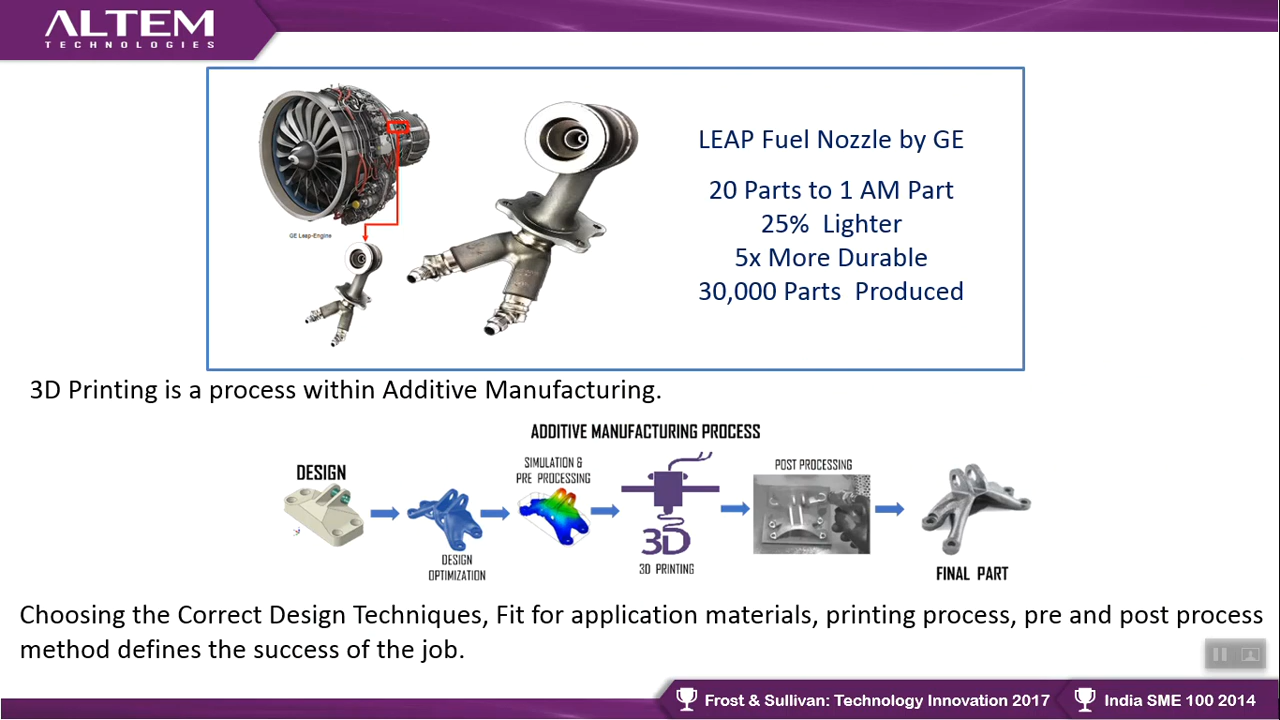 ALTEM
TECHNOLOGIES
LEAP Fuel Nozzle by GE
20 Parts to 1 AM Part
25% Lighter
5x More Durable
30,000 Parts Produced
GE Leap-Engine
3D Printing is a process within Additive Manufacturing.
ADDITIVE MANUFACTURING PROCESS
DESIGN
DESIGN
OPTIMIZATION
SIMULATION &
PRE PROCESSING
3D
3D PRINTING
POST PROCESSING
FINAL PART
Choosing the Correct Design Techniques, Fit for application materials, printing process, pre and post process
method defines the success of the job.
Frost & Sullivan: Technology Innovation 2017
India SME 100 2014